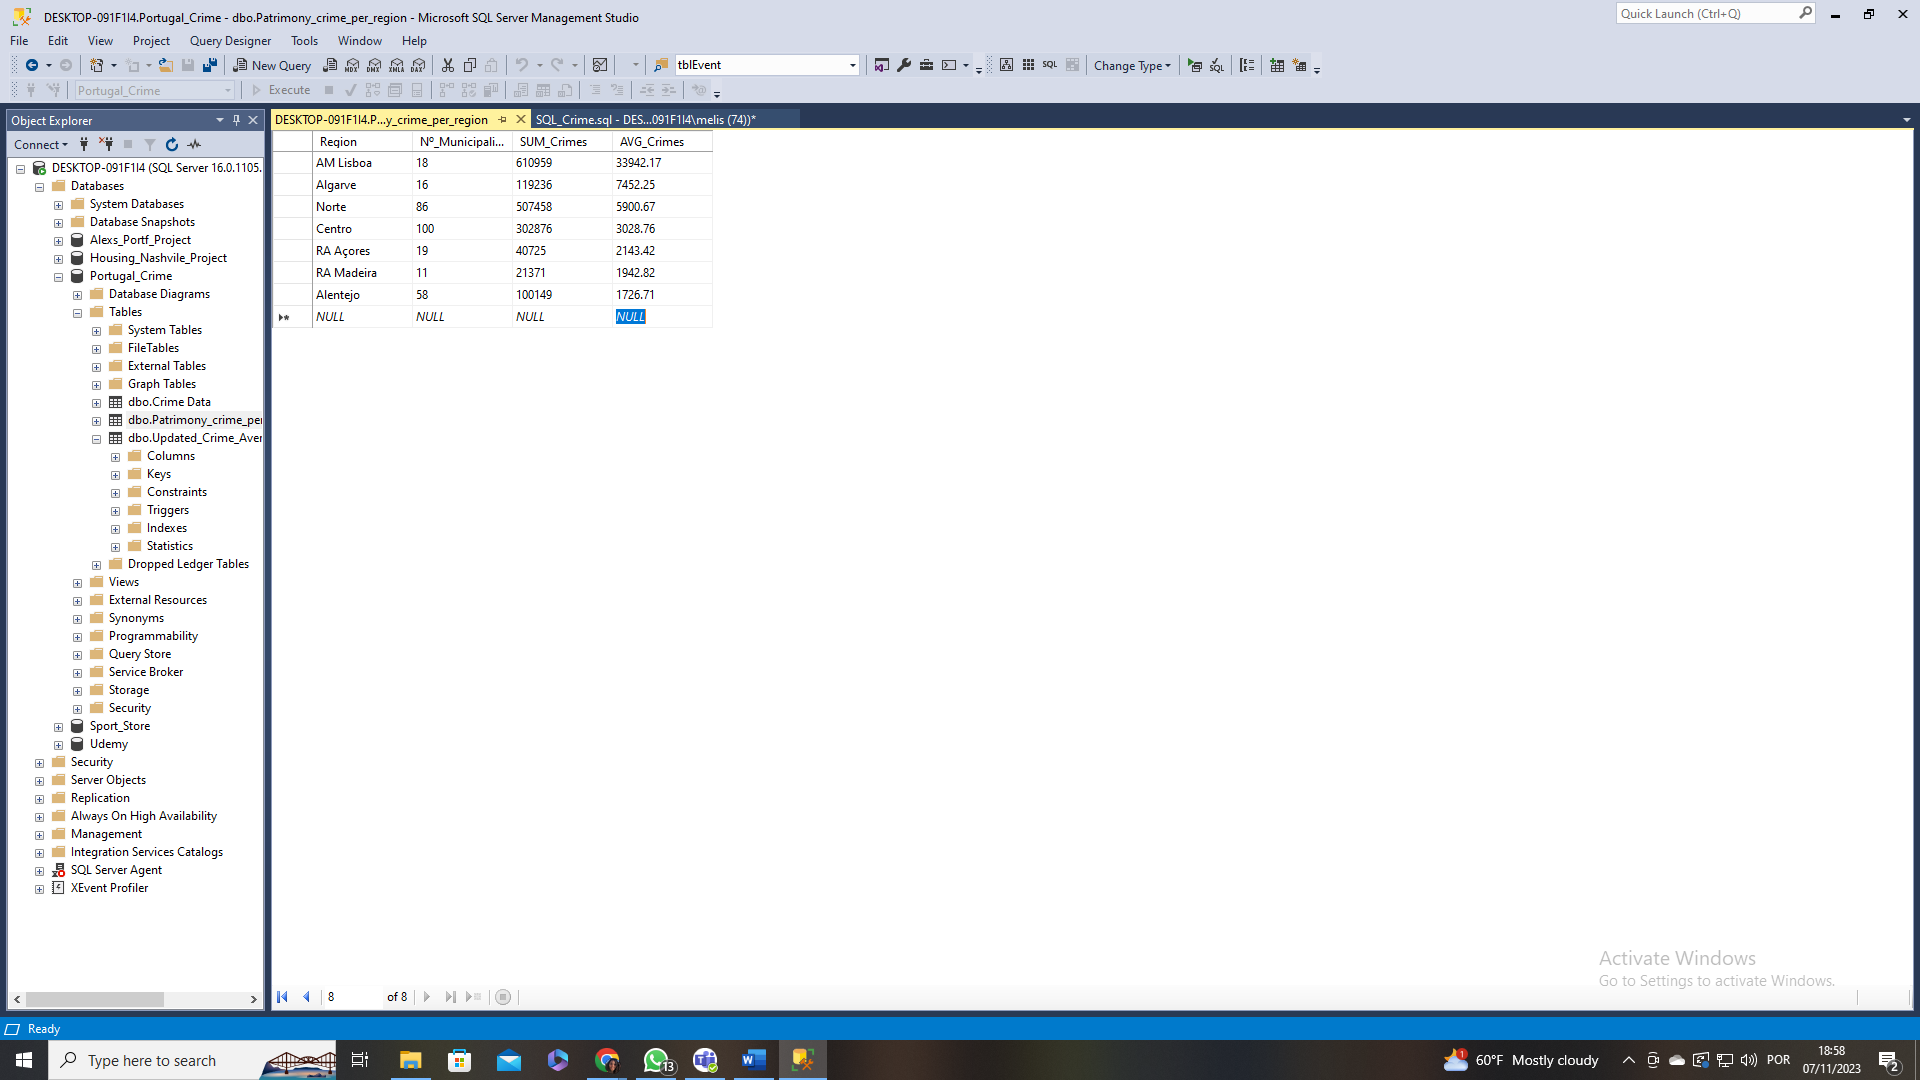 DESKTOP-091F1I4.Portugal_Crime - dbo.Patrimony_crime_per_region - Microsoft SQL Server Management Studio
Quick Launch (Ctrl+Q)
File Edit View Project Query Designer Tools Window Help
New Query MDX DMX XMLA DAX tblEvent SQL Change Type
Portugal_Crime Execute
Object Explorer
DESKTOP-091F1I4.P...y_crime_per_region SQL_Crime.sql - DES...091F1I4\melis (74))*
Connect
DESKTOP-091F1I4 (SQL Server 16.0.1105.
Databases
System Databases
Database Snapshots
Alexs_Portf_Project
Housing_Nashvile_Project
Portugal_Crime
Database Diagrams
Tables
System Tables
FileTables
External Tables
Graph Tables
dbo.Crime Data
dbo.Patrimony_crime_per
dbo.Updated_Crime_Aver
Columns
Keys
Constraints
Triggers
Indexes
Statistics
Dropped Ledger Tables
Views
External Resources
Synonyms
Programmability
Query Store
Service Broker
Storage
Security
Sport_Store
Udemy
Security
Server Objects
Replication
Always On High Availability
Management
Integration Services Catalogs
SQL Server Agent
XEvent Profiler
Region Nº_Municipali... SUM_Crimes AVG_Crimes
AM Lisboa 18 610959 33942.17
Algarve 16 119236 7452.25
Norte 86 507458 5900.67
Centro 100 302876 3028.76
RA Açores 19 40725 2143.42
RA Madeira 11 21371 1942.82
Alentejo 58 100149 1726.71
NULL NULL NULL NULL
Activate Windows
Go to Settings to activate Windows.
8 of 8
Ready
Type here to search
13
1
60°F Mostly cloudy
POR
18:58
07/11/2023
2